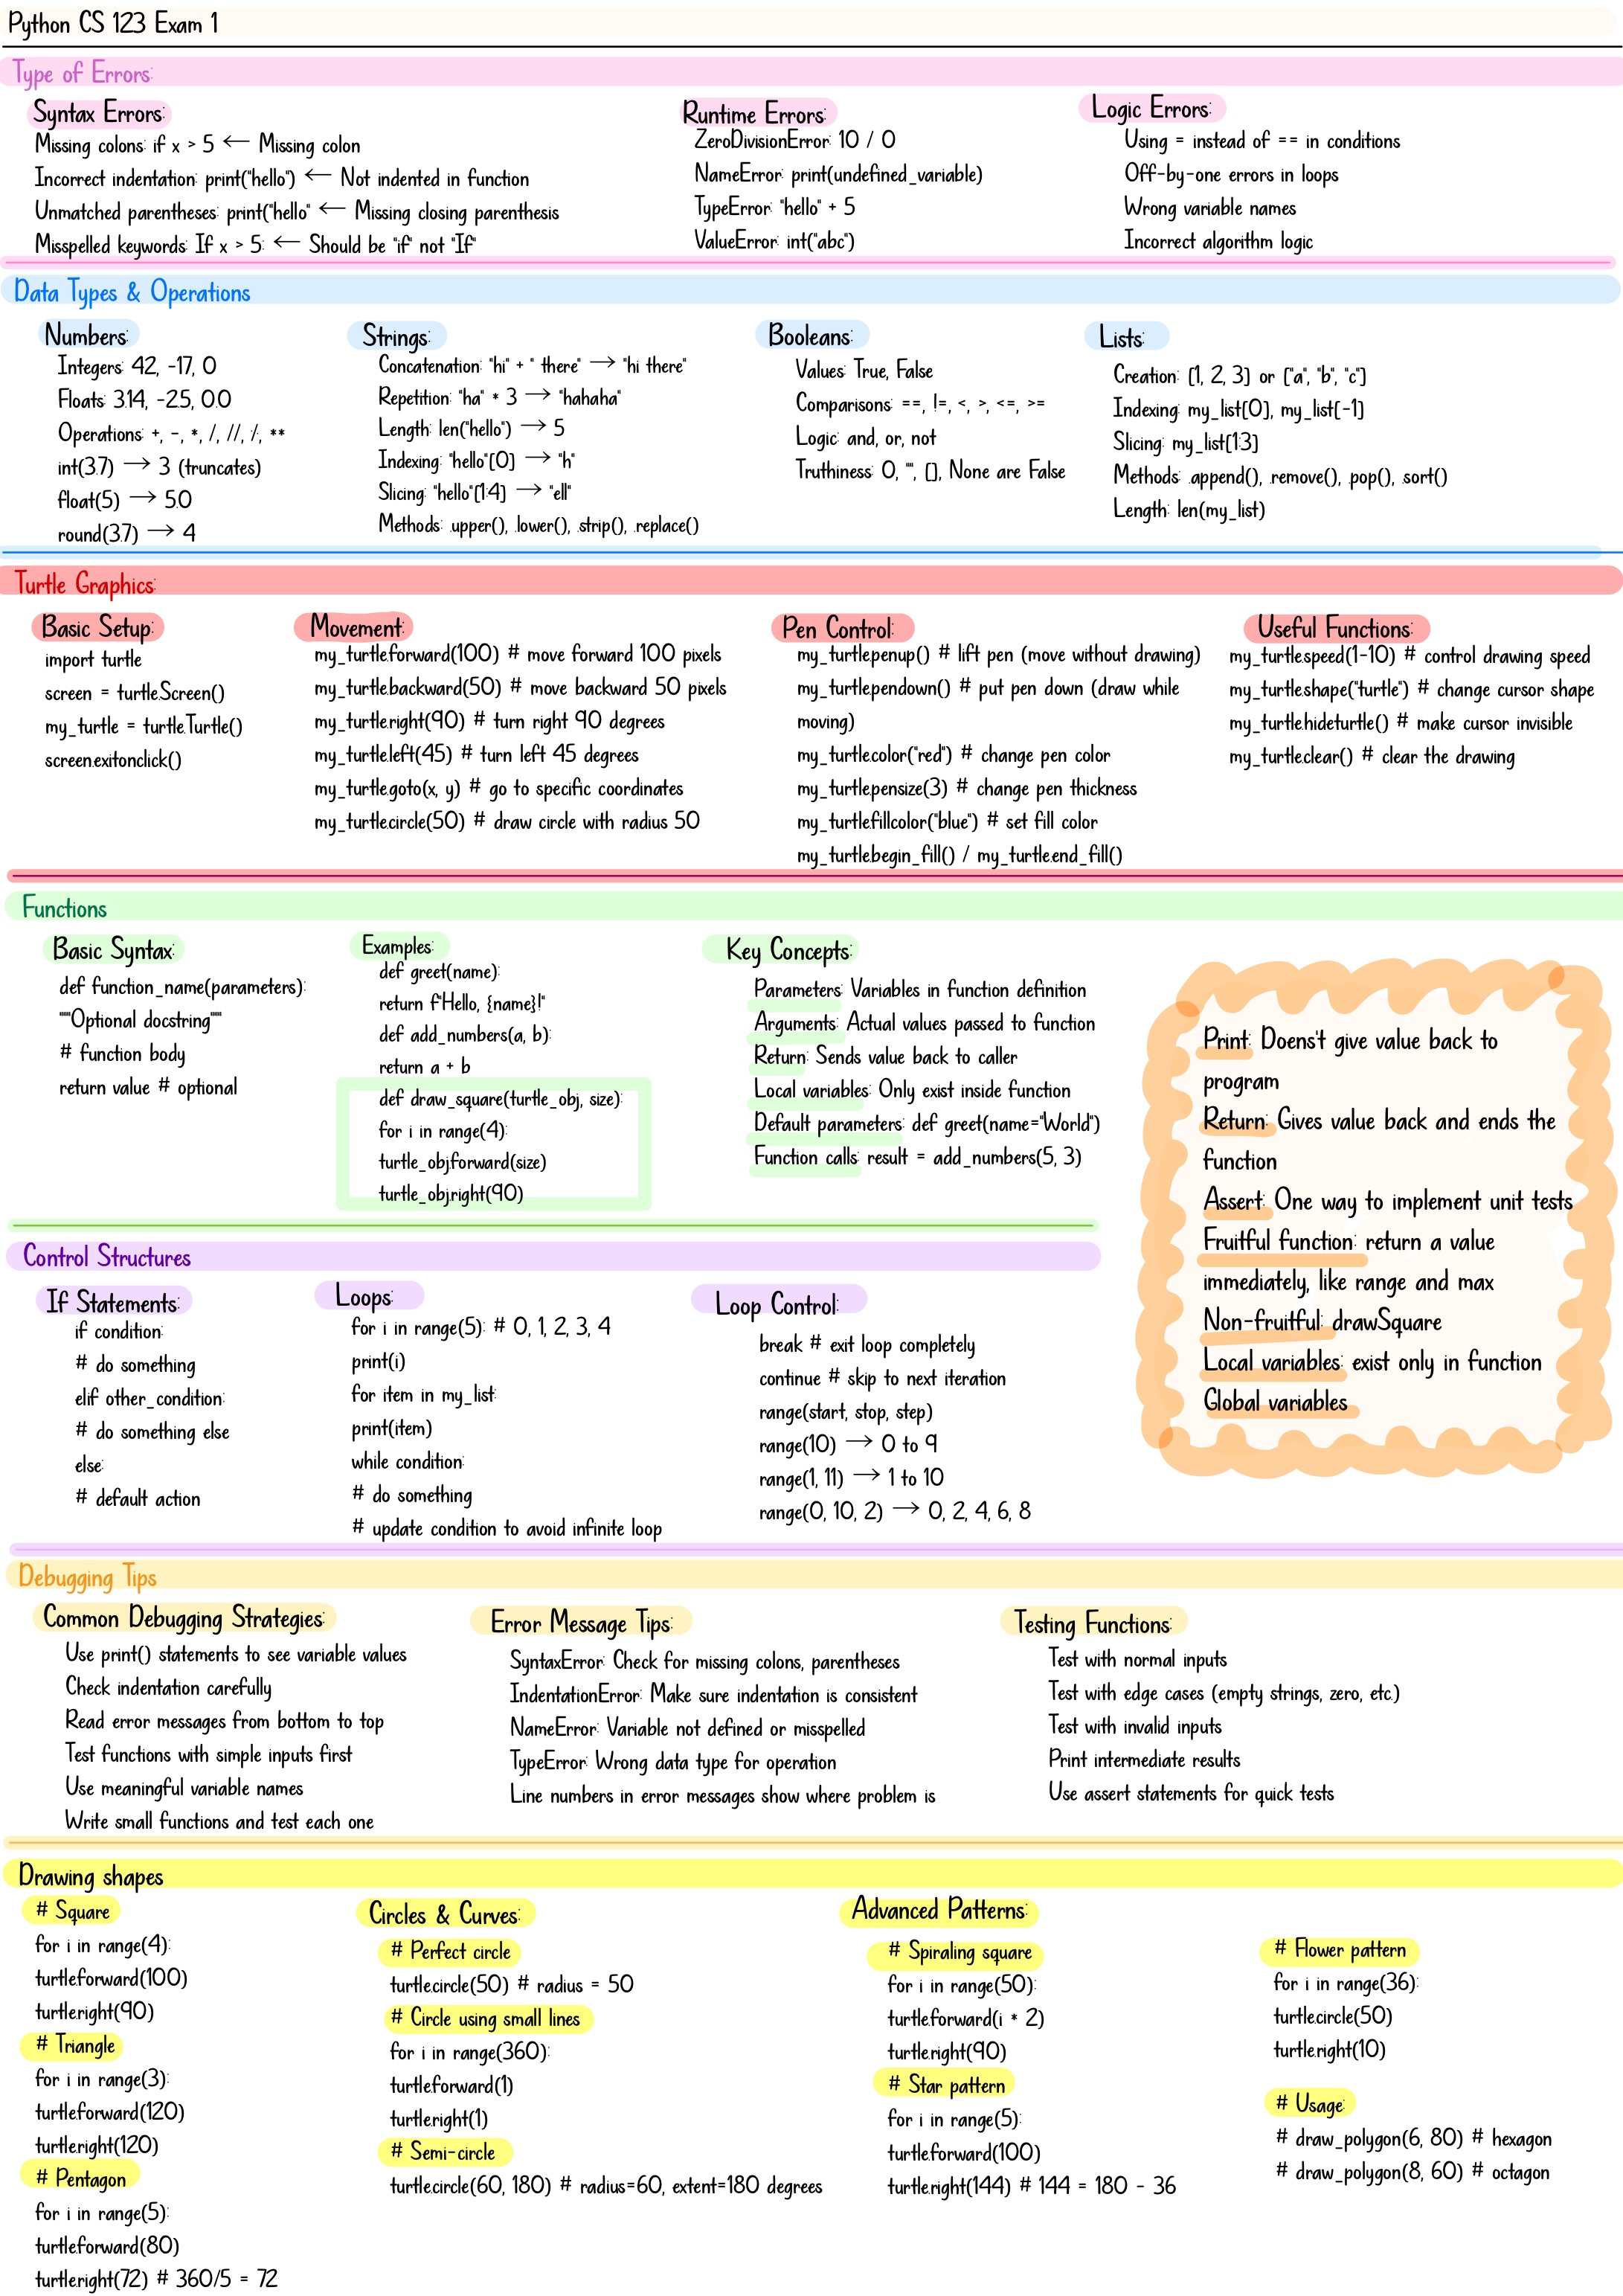 Python CS 123 Exam 1
Type of Errors:
Syntax Errors:
Missing colons: if x > 5 ← Missing colon
Incorrect indentation: print("hello") ← Not indented in function
Unmatched parentheses: print("hello" ← Missing closing parenthesis
Misspelled keywords: If x > 5: ← Should be "if" not "If"
Runtime Errors:
ZeroDivisionError: 10 / 0
NameError: print(undefined_variable)
TypeError: "hello" + 5
ValueError: int("abc")
Logic Errors:
Using = instead of == in conditions
Off-by-one errors in loops
Wrong variable names
Incorrect algorithm logic
Data Types & Operations
Numbers:
Integers: 42, -17, 0
Floats: 3.14, -2.5, 0.0
Operations: +, -, *, /, //, %, **
int(3.7) → 3 (truncates)
float(5) → 5.0
round(3.7) → 4
Strings:
Concatenation: "hi" + " there" → "hi there"
Repetition: "ha" * 3 → "hahaha"
Length: len("hello") → 5
Indexing: "hello"[0] → "h"
Slicing: "hello"[1:4] → "ell"
Methods: .upper(), .lower(), .strip(), .replace()
Booleans:
Values: True, False
Comparisons: ==, !=, <, >, <=, >=
Logic: and, or, not
Truthiness: 0, "", [], None are False
Lists:
Creation: [1, 2, 3] or ["a", "b", "c"]
Indexing: my_list[0], my_list[-1]
Slicing: my_list[1:3]
Methods: .append(), .remove(), .pop(), .sort()
Length: len(my_list)
Turtle Graphics:
Basic Setup:
import turtle
screen = turtle.Screen()
my_turtle = turtle.Turtle()
screen.exitonclick()
Movement:
my_turtle.forward(100) # move forward 100 pixels
my_turtle.backward(50) # move backward 50 pixels
my_turtle.right(90) # turn right 90 degrees
my_turtle.left(45) # turn left 45 degrees
my_turtle.goto(x, y) # go to specific coordinates
my_turtle.circle(50) # draw circle with radius 50
Pen Control:
my_turtle.penup() # lift pen (move without drawing)
my_turtle.pendown() # put pen down (draw while
moving)
my_turtle.color("red") # change pen color
my_turtle.pensize(3) # change pen thickness
my_turtle.fillcolor("blue") # set fill color
my_turtle.begin_fill() / my_turtle.end_fill()
Useful Functions:
my_turtle.speed(1-10) # control drawing speed
my_turtle.shape("turtle") # change cursor shape
my_turtle.hideturtle() # make cursor invisible
my_turtle.clear() # clear the drawing
Functions
Basic Syntax:
def function_name(parameters):
"""Optional docstring"""
# function body
return value # optional
Examples:
def greet(name):
return f"Hello, {name}!"
def add_numbers(a, b):
return a + b
def draw_square(turtle_obj, size):
for i in range(4):
turtle_obj.forward(size)
turtle_obj.right(90)
Key Concepts:
Parameters: Variables in function definition
Arguments: Actual values passed to function
Return: Sends value back to caller
Local variables: Only exist inside function
Default parameters: def greet(name="World")
Function calls: result = add_numbers(5, 3)
Print: Doens't give value back to
program
Return: Gives value back and ends the
function
Assert: One way to implement unit tests
Fruitful function: return a value
immediately, like range and max
Non-fruitful: drawSquare
Local variables: exist only in function
Global variables
Control Structures
If Statements:
if condition:
# do something
elif other_condition:
# do something else
else:
# default action
Loops:
for i in range(5): # 0, 1, 2, 3, 4
print(i)
for item in my_list:
print(item)
while condition:
# do something
# update condition to avoid infinite loop
Loop Control:
break # exit loop completely
continue # skip to next iteration
range(start, stop, step)
range(10) → 0 to 9
range(1, 11) → 1 to 10
range(0, 10, 2) → 0, 2, 4, 6, 8
Debugging Tips
Common Debugging Strategies:
Use print() statements to see variable values
Check indentation carefully
Read error messages from bottom to top
Test functions with simple inputs first
Use meaningful variable names
Write small functions and test each one
Error Message Tips:
SyntaxError: Check for missing colons, parentheses
IndentationError: Make sure indentation is consistent
NameError: Variable not defined or misspelled
TypeError: Wrong data type for operation
Line numbers in error messages show where problem is
Testing Functions:
Test with normal inputs
Test with edge cases (empty strings, zero, etc.)
Test with invalid inputs
Print intermediate results
Use assert statements for quick tests
Drawing shapes
# Square
for i in range(4):
turtle.forward(100)
turtle.right(90)
# Triangle
for i in range(3):
turtle.forward(120)
turtle.right(120)
# Pentagon
for i in range(5):
turtle.forward(80)
turtle.right(72) # 360/5 = 72
Circles & Curves:
# Perfect circle
turtle.circle(50) # radius = 50
# Circle using small lines
for i in range(360):
turtle.forward(1)
turtle.right(1)
# Semi-circle
turtle.circle(60, 180) # radius=60, extent=180 degrees
Advanced Patterns:
# Spiraling square
for i in range(50):
turtle.forward(i * 2)
turtle.right(90)
# Star pattern
for i in range(5):
turtle.forward(100)
turtle.right(144) # 144 = 180 - 36
# Flower pattern
for i in range(36):
turtle.circle(50)
turtle.right(10)
# Usage:
# draw_polygon(6, 80) # hexagon
# draw_polygon(8, 60) # octagon